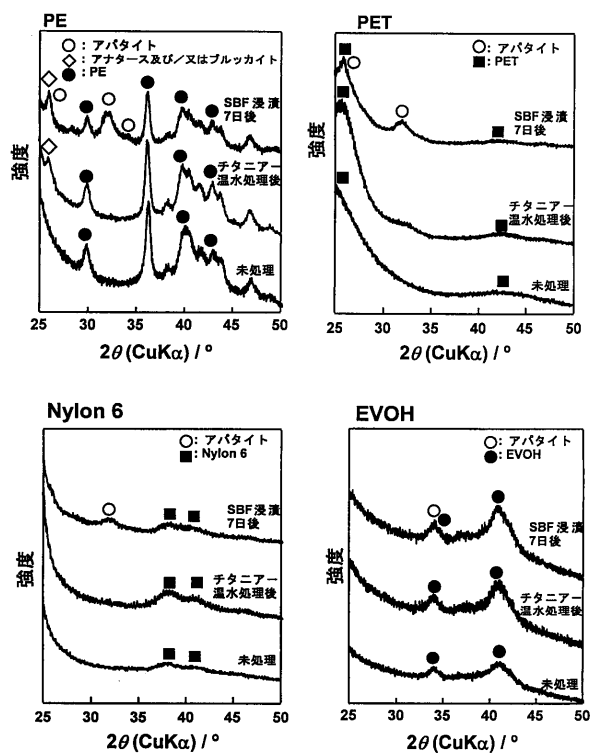 PE
○: アパタイト
◇: アナタース及び/又はブルッカイト
●: PE
SBF浸漬
7日後
チタニアー
温水処理後
未処理
強度
25 30 35 40 45 50
2θ (CuKα) / °
PET
○: アパタイト
■: PET
SBF浸漬
7日後
チタニアー
温水処理後
未処理
強度
25 30 35 40 45 50
2θ (CuKα) / °
Nylon 6
○: アパタイト
■: Nylon 6
SBF浸漬
7日後
チタニアー
温水処理後
未処理
強度
25 30 35 40 45 50
2θ (CuKα) / °
EVOH
○: アパタイト
●: EVOH
SBF浸漬
7日後
チタニアー
温水処理後
未処理
強度
25 30 35 40 45 50
2θ (CuKα) / °